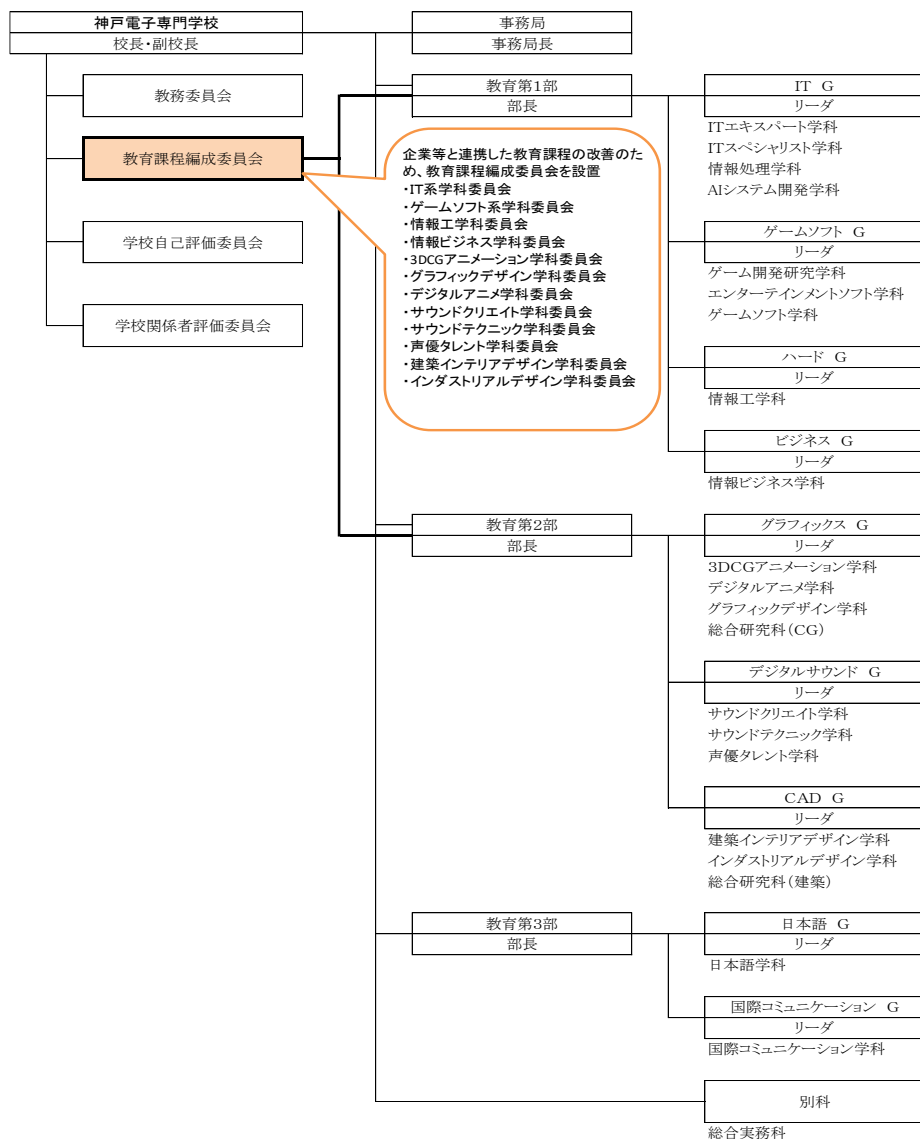 神戸電子専門学校
校長・副校長
教務委員会
教育課程編成委員会
学校自己評価委員会
学校関係者評価委員会
事務局
事務局長
教育第1部
部長
企業等と連携した教育課程の改善のた
め、教育課程編成委員会を設置
・IT系学科委員会
・ゲームソフト系学科委員会
・情報工学科委員会
・情報ビジネス学科委員会
・3DCGアニメーション学科委員会
・グラフィックデザイン学科委員会
・デジタルアニメ学科委員会
・サウンドクリエイト学科委員会
・サウンドテクニック学科委員会
・声優タレント学科委員会
・建築インテリアデザイン学科委員会
・インダストリアルデザイン学科委員会
IT G
リーダ
ITエキスパート学科
ITスペシャリスト学科
情報処理学科
AIシステム開発学科
ゲームソフト G
リーダ
ゲーム開発研究学科
エンターテインメントソフト学科
ゲームソフト学科
ハード G
リーダ
情報工学科
ビジネス G
リーダ
情報ビジネス学科
教育第2部
部長
グラフィックス G
リーダ
3DCGアニメーション学科
デジタルアニメ学科
グラフィックデザイン学科
総合研究科(CG)
デジタルサウンド G
リーダ
サウンドクリエイト学科
サウンドテクニック学科
声優タレント学科
CAD G
リーダ
建築インテリアデザイン学科
インダストリアルデザイン学科
総合研究科(建築)
教育第3部
部長
日本語 G
リーダ
日本語学科
国際コミュニケーション G
リーダ
国際コミュニケーション学科
別科
総合実務科